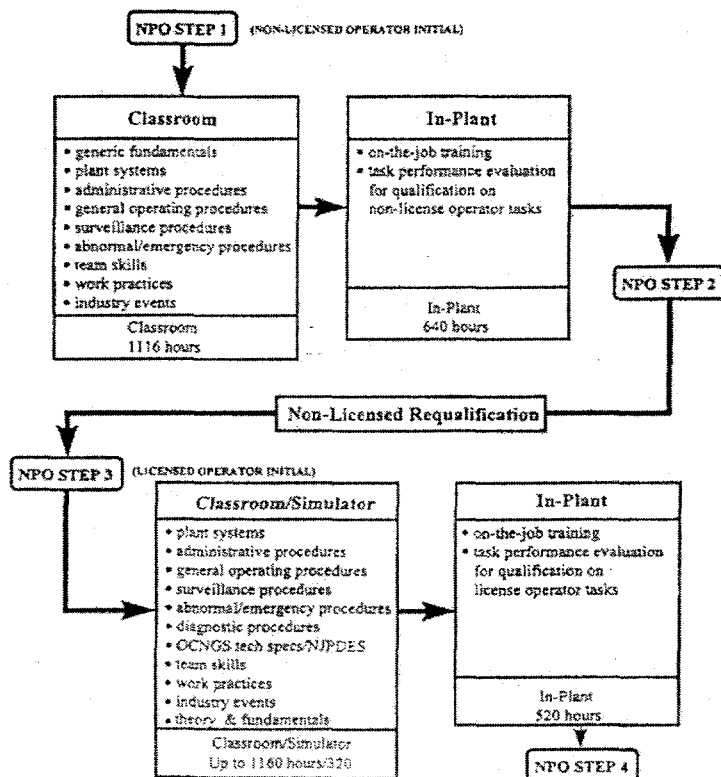 NPO STEP 1 (NON-LICENSED OPERATOR INITIAL)
Classroom
• generic fundamentals
• plant systems
• administrative procedures
• general operating procedures
• surveillance procedures
• abnormal/emergency procedures
• team skills
• work practices
• industry events
Classroom
1116 hours
In-Plant
• on-the-job training
• task performance evaluation
for qualification on
non-license operator tasks
In-Plant
640 hours
NPO STEP 2
Non-Licensed Requalification
NPO STEP 3 (LICENSED OPERATOR INITIAL)
Classroom/Simulator
• plant systems
• administrative procedures
• general operating procedures
• surveillance procedures
• abnormal/emergency procedures
• diagnostic procedures
• OCNGS tech specs/NJPDES
• team skills
• work practices
• industry events
• theory & fundamentals
Classroom/Simulator
Up to 1160 hours/320
In-Plant
• on-the-job training
• task performance evaluation
for qualification on
license operator tasks
In-Plant
520 hours
NPO STEP 4